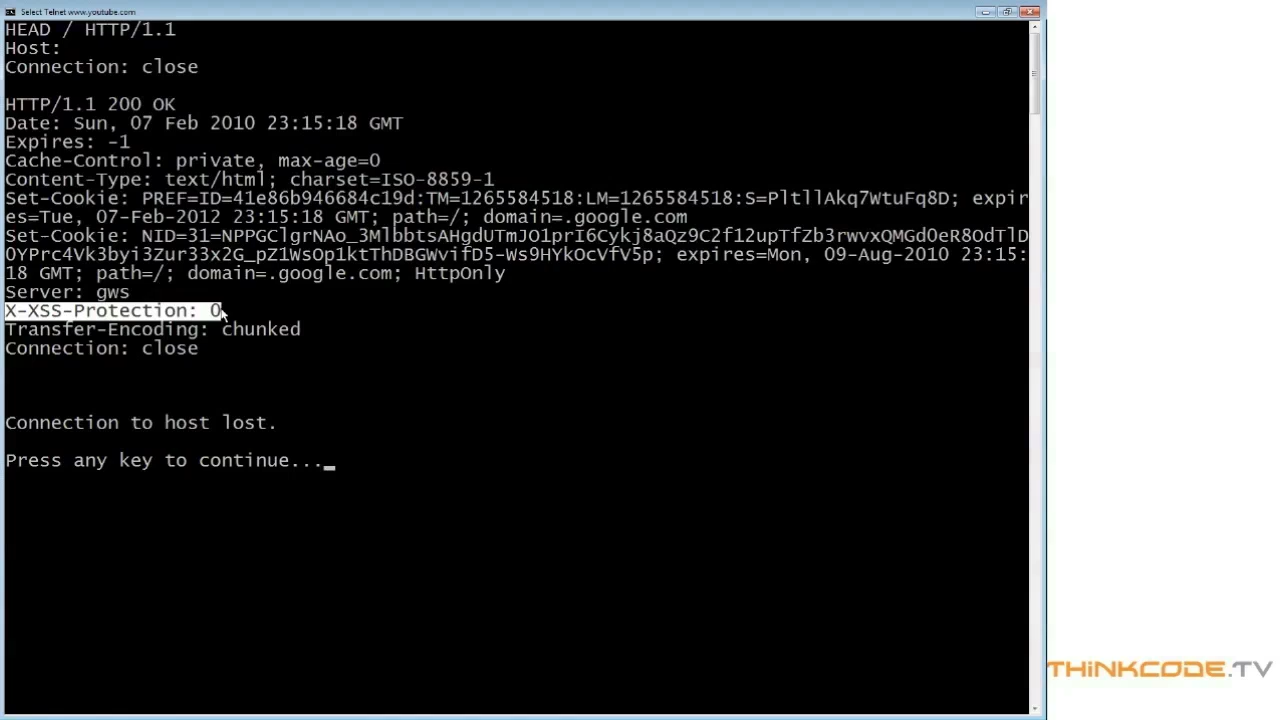 Select Telnet www.youtube.com
HEAD / HTTP/1.1
Host:
Connection: close
HTTP/1.1 200 OK
Date: Sun, 07 Feb 2010 23:15:18 GMT
Expires: -1
Cache-Control: private, max-age=0
Content-Type: text/html; charset=ISO-8859-1
Set-Cookie: PREF=ID=41e86b946684c19d:TM=1265584518:LM=1265584518:S=PltllAkq7WtuFq8D; expir
es=Tue, 07-Feb-2012 23:15:18 GMT; path=/; domain=.google.com
Set-Cookie: NID=31=NPPGClgrNAo_3MlbbtsAHgdUTmJO1prI6Cykj8aQz9C2f12upTfZb3rwvxQMGd0eR8OdTlD
0YPrc4Vk3byi3Zur33x2G_pZ1WsOp1ktThDBGWvifD5-Ws9HYkOcVfV5p; expires=Mon, 09-Aug-2010 23:15:
18 GMT; path=/; domain=.google.com; HttpOnly
Server: gws
X-XSS-Protection: 0
Transfer-Encoding: chunked
Connection: close
Connection to host lost.
Press any key to continue..._
THiNKCODE.TV